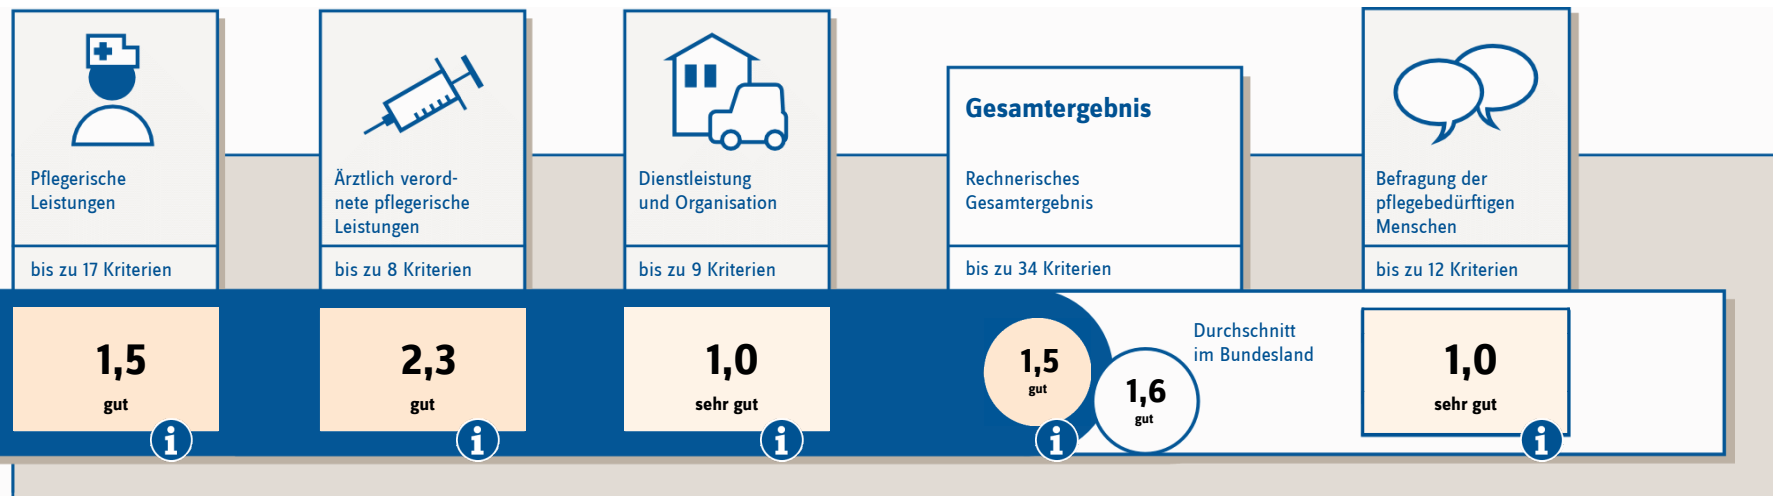 Pflegerische
Leistungen
bis zu 17 Kriterien
1,5
gut
i
Ärztlich verord-
nete pflegerische
Leistungen
bis zu 8 Kriterien
2,3
gut
i
Dienstleistung
und Organisation
bis zu 9 Kriterien
1,0
sehr gut
i
Gesamtergebnis
Rechnerisches
Gesamtergebnis
bis zu 34 Kriterien
1,5
gut
i
1,6
gut
Durchschnitt
im Bundesland
Befragung der
pflegebedürftigen
Menschen
bis zu 12 Kriterien
1,0
sehr gut
i